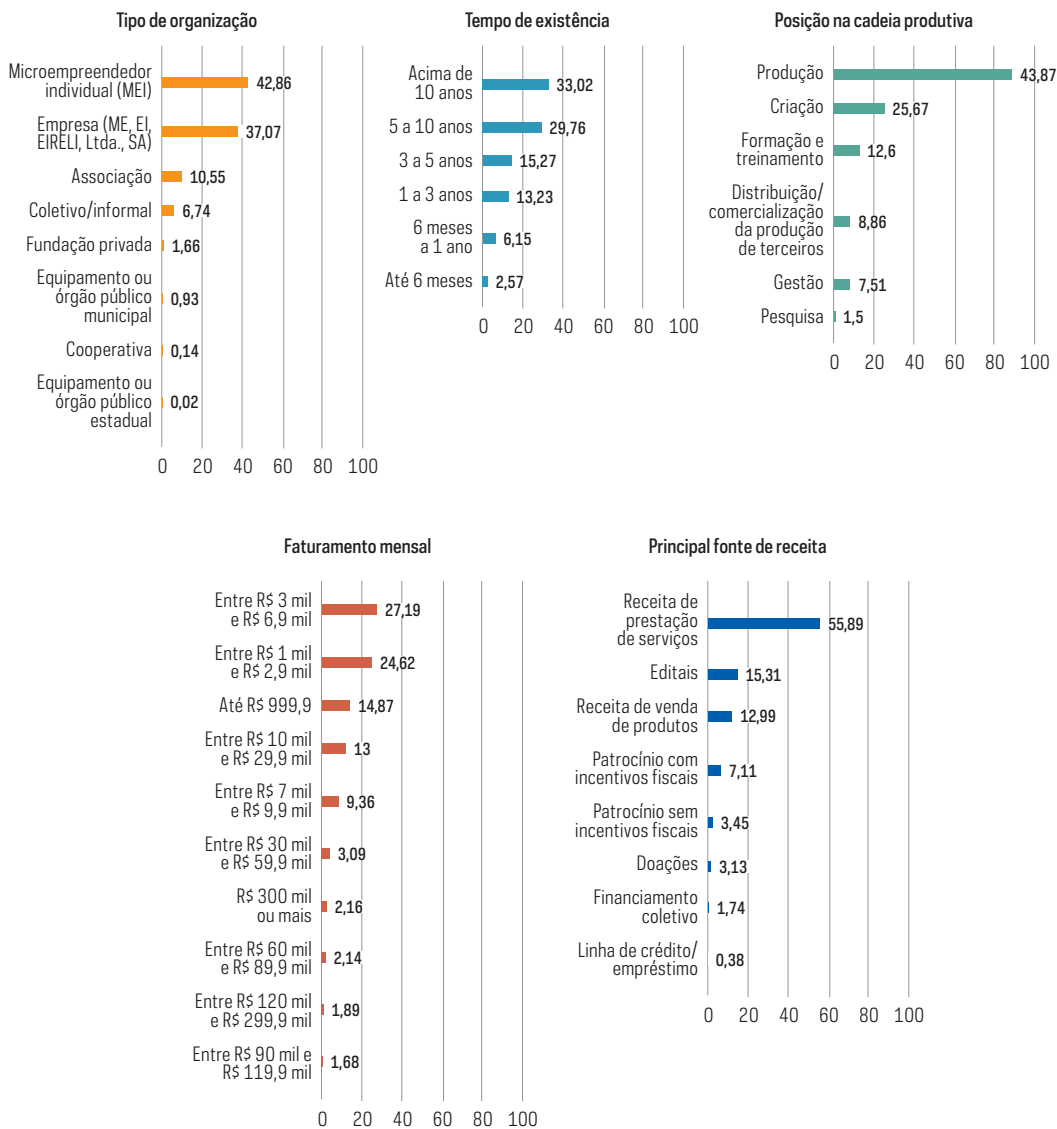 Tipo de organização
Microempreendedor
individual (MEI)
42,86
Empresa (ME, EI,
EIRELI, Ltda., SA)
37,07
Associação
10,55
Coletivo/informal
6,74
Fundação privada
1,66
Equipamento ou
órgão público
municipal
0,93
Cooperativa
0,14
Equipamento ou
órgão público
estadual
0,02
0 20 40 60 80 100
Tempo de existência
Acima de
10 anos
33,02
5 a 10 anos
29,76
3 a 5 anos
15,27
1 a 3 anos
13,23
6 meses
a 1 ano
6,15
Até 6 meses
2,57
0 20 40 60 80 100
Posição na cadeia produtiva
Produção
43,87
Criação
25,67
Formação e
treinamento
12,6
Distribuição/
comercialização
da produção
de terceiros
8,86
Gestão
7,51
Pesquisa
1,5
0 20 40 60 80 100
Faturamento mensal
Entre R$ 3 mil
e R$ 6,9 mil
27,19
Entre R$ 1 mil
e R$ 2,9 mil
24,62
Até R$ 999,9
14,87
Entre R$ 10 mil
e R$ 29,9 mil
13
Entre R$ 7 mil
e R$ 9,9 mil
9,36
Entre R$ 30 mil
e R$ 59,9 mil
3,09
R$ 300 mil
ou mais
2,16
Entre R$ 60 mil
e R$ 89,9 mil
2,14
Entre R$ 120 mil
e R$ 299,9 mil
1,89
Entre R$ 90 mil e
R$ 119,9 mil
1,68
0 20 40 60 80 100
Principal fonte de receita
Receita de
prestação
de serviços
55,89
Editais
15,31
Receita de venda
de produtos
12,99
Patrocínio com
incentivos fiscais
7,11
Patrocínio sem
incentivos fiscais
3,45
Doações
3,13
Financiamento
coletivo
1,74
Linha de crédito/
empréstimo
0,38
0 20 40 60 80 100